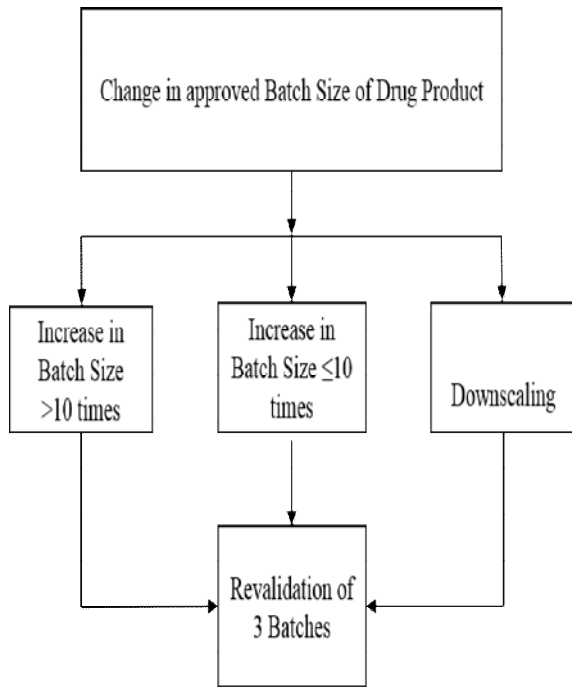 Change in approved Batch Size of Drug Product
Increase in
Batch Size
>10 times
Increase in
Batch Size ≤10
times
Downscaling
Revalidation of
3 Batches